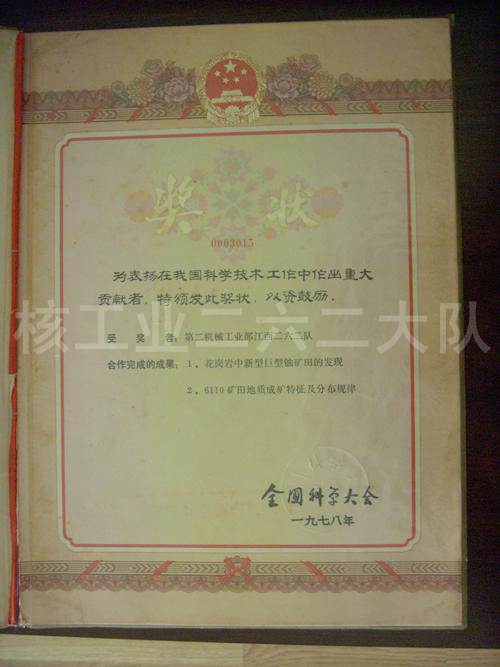 奖状
0003015
为表扬在我国科学技术工作中作出重大
贡献者，特颁发此奖状，以资鼓励．
核工业二六二大队
受奖者：第二机械工业部江西二六二队
合作完成的成果：1、花岗岩中新型巨型铀矿田的发现
2、6110矿田地质成矿特征及分布规律
全国科学大会
一九七八年